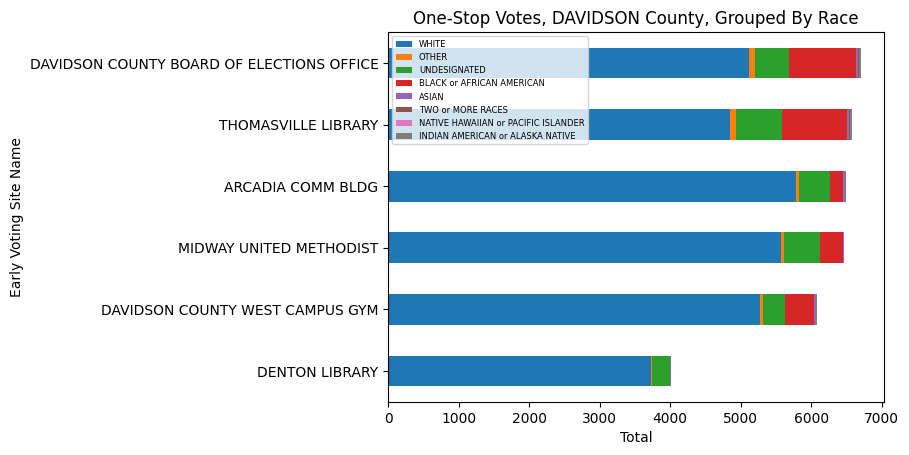 One-Stop Votes, DAVIDSON County, Grouped By Race
Early Voting Site Name
DAVIDSON COUNTY BOARD OF ELECTIONS OFFICE
THOMASVILLE LIBRARY
ARCADIA COMM BLDG
MIDWAY UNITED METHODIST
DAVIDSON COUNTY WEST CAMPUS GYM
DENTON LIBRARY
WHITE
OTHER
UNDESIGNATED
BLACK or AFRICAN AMERICAN
ASIAN
TWO or MORE RACES
NATIVE HAWAIIAN or PACIFIC ISLANDER
INDIAN AMERICAN or ALASKA NATIVE
0 1000 2000 3000 4000 5000 6000 7000
Total